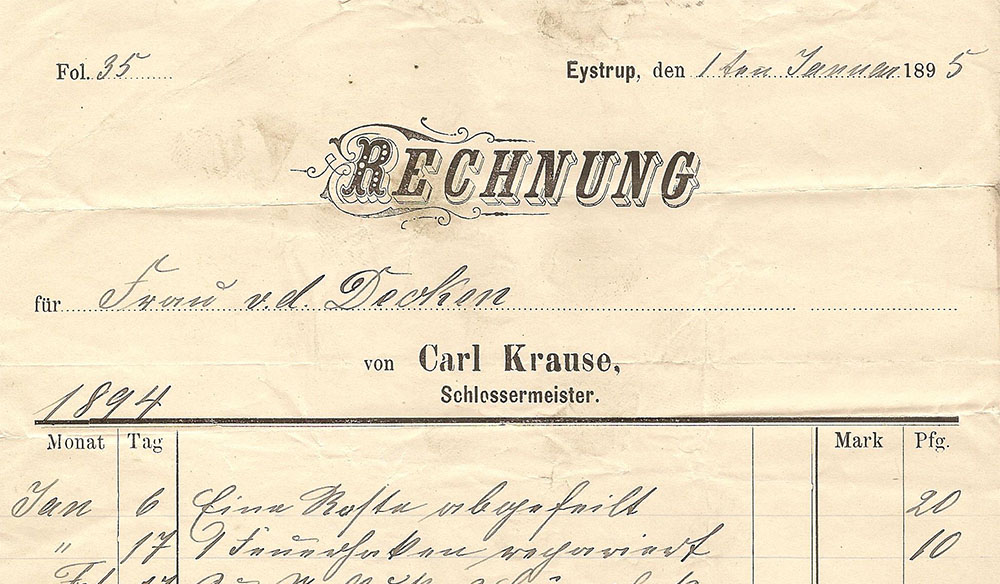 Fol. 35
Eystrup, den 1ten Januar 1895
RECHNUNG
für Frau v. d. Decken
von Carl Krause,
Schlossermeister.
1894
Monat Tag Mark Pfg.
Jan 6 Eine abgefeilt 20
" 17 1 Feuerhaken repariert 10